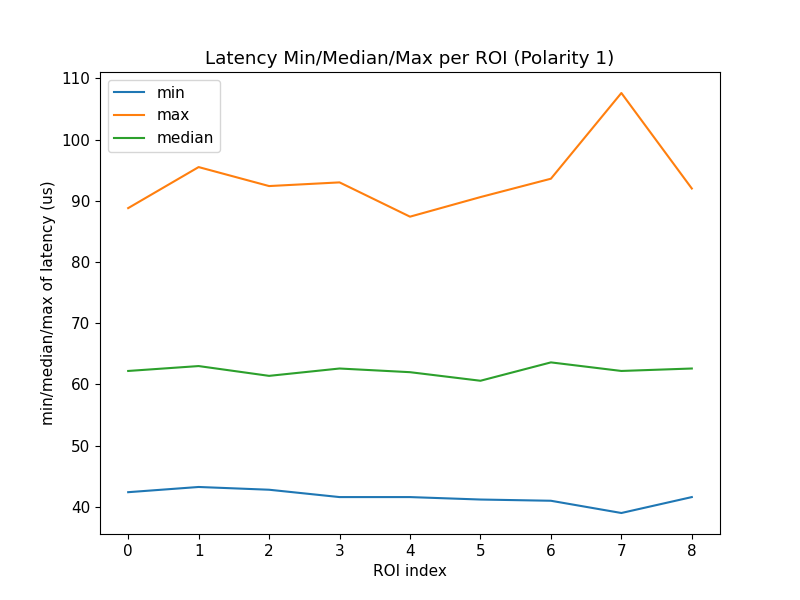 Latency Min/Median/Max per ROI (Polarity 1)
min
max
median
110
100
90
80
70
60
50
40
min/median/max of latency (us)
0 1 2 3 4 5 6 7 8
ROI index